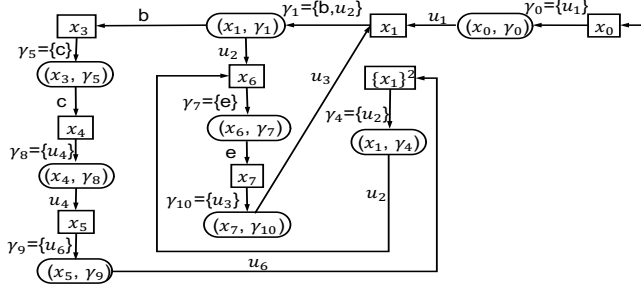 x₃ b (x₁, γ₁) γ₁={b,u₂} x₁ u₁ (x₀, γ₀) γ₀={u₁} x₀
γ₅={c} u₂
(x₃, γ₅) x₆ u₃ {x₁}²
c γ₇={e} γ₄={u₂}
x₄ (x₆, γ₇) (x₁, γ₄)
γ₈={u₄} e
(x₄, γ₈) x₇
u₄ γ₁₀={u₃} u₂
x₅ (x₇, γ₁₀)
γ₉={u₆}
(x₅, γ₉) u₆